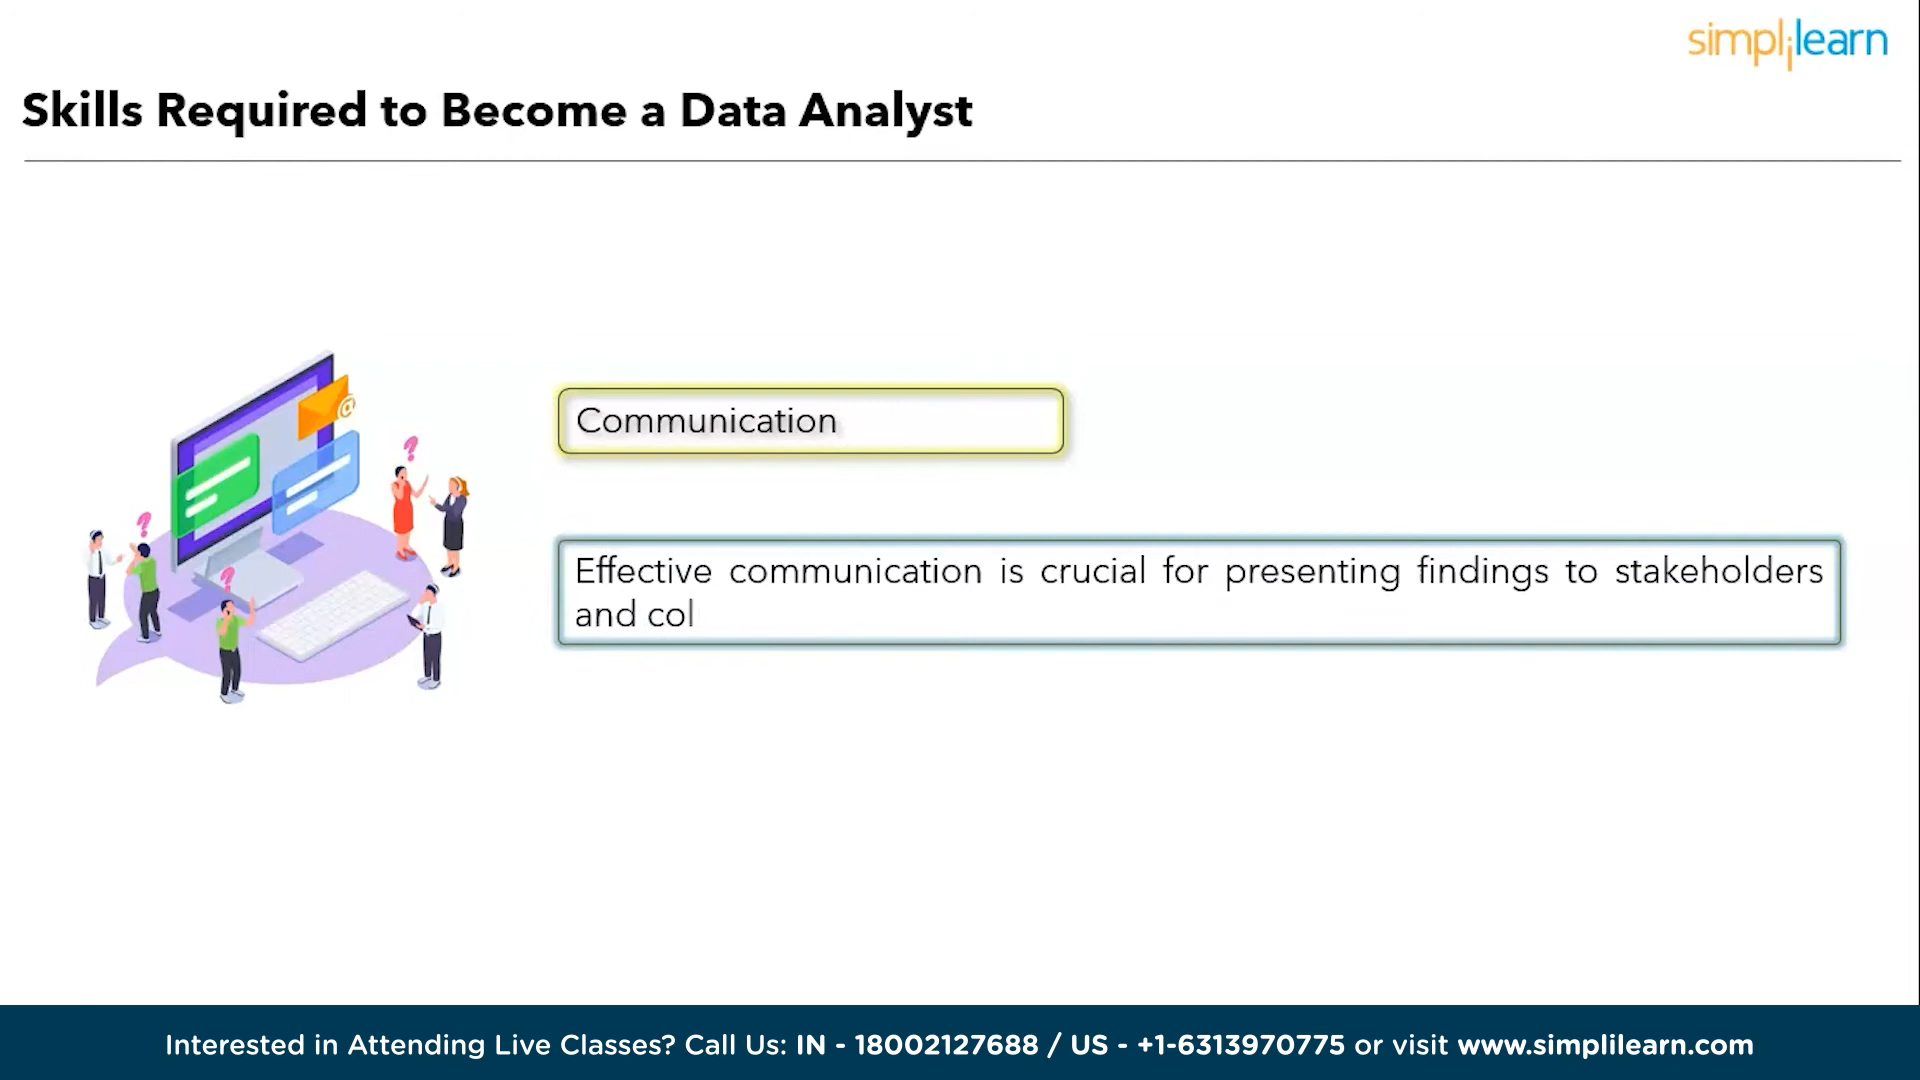 simplilearn
Skills Required to Become a Data Analyst
@
?
?
?
Communication
Effective communication is crucial for presenting findings to stakeholders
and col
Interested in Attending Live Classes? Call Us: IN - 18002127688 / US - +1-6313970775 or visit www.simplilearn.com